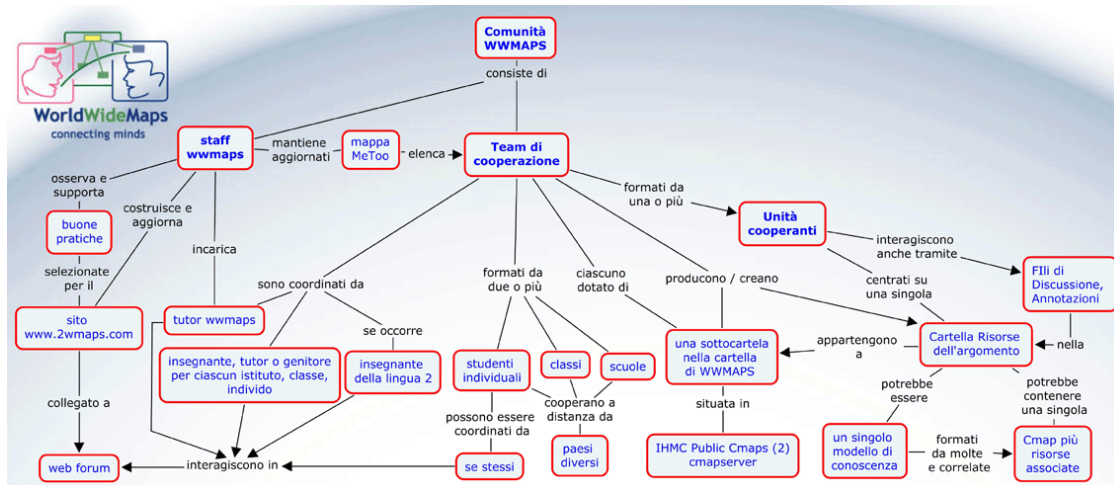 WorldWideMaps
connecting minds
Comunità
WWMAPS
consiste di
staff
wwmaps
mantiene
aggiornati
mappa
MeToo
elenca
Team di
cooperazione
osserva e
supporta
costruisce e
aggiorna
formati da
una o più
buone
pratiche
Unità
cooperanti
incarica
interagiscono
anche tramite
selezionate
per il
sono coordinati da
formati da
due o più
ciascuno
dotato di
producono / creano
centrati su
una singola
FIli di
Discussione,
Annotazioni
sito
www.2wmaps.com
tutor wwmaps
se occorre
una sottocartela
nella cartella
di WWMAPS
appartengono
a
Cartella Risorse
dell'argomento
nella
insegnante, tutor o genitore
per ciascun istituto, classe,
individo
insegnante
della lingua 2
studenti
individuali
classi
scuole
potrebbe
essere
potrebbe
contenere
una singola
collegato a
possono essere
coordinati da
cooperano a
distanza da
situata in
web forum
interagiscono in
se stessi
paesi
diversi
IHMC Public Cmaps (2)
cmapserver
un singolo
modello di
conoscenza
formati
da molte
e correlate
Cmap più
risorse
associate